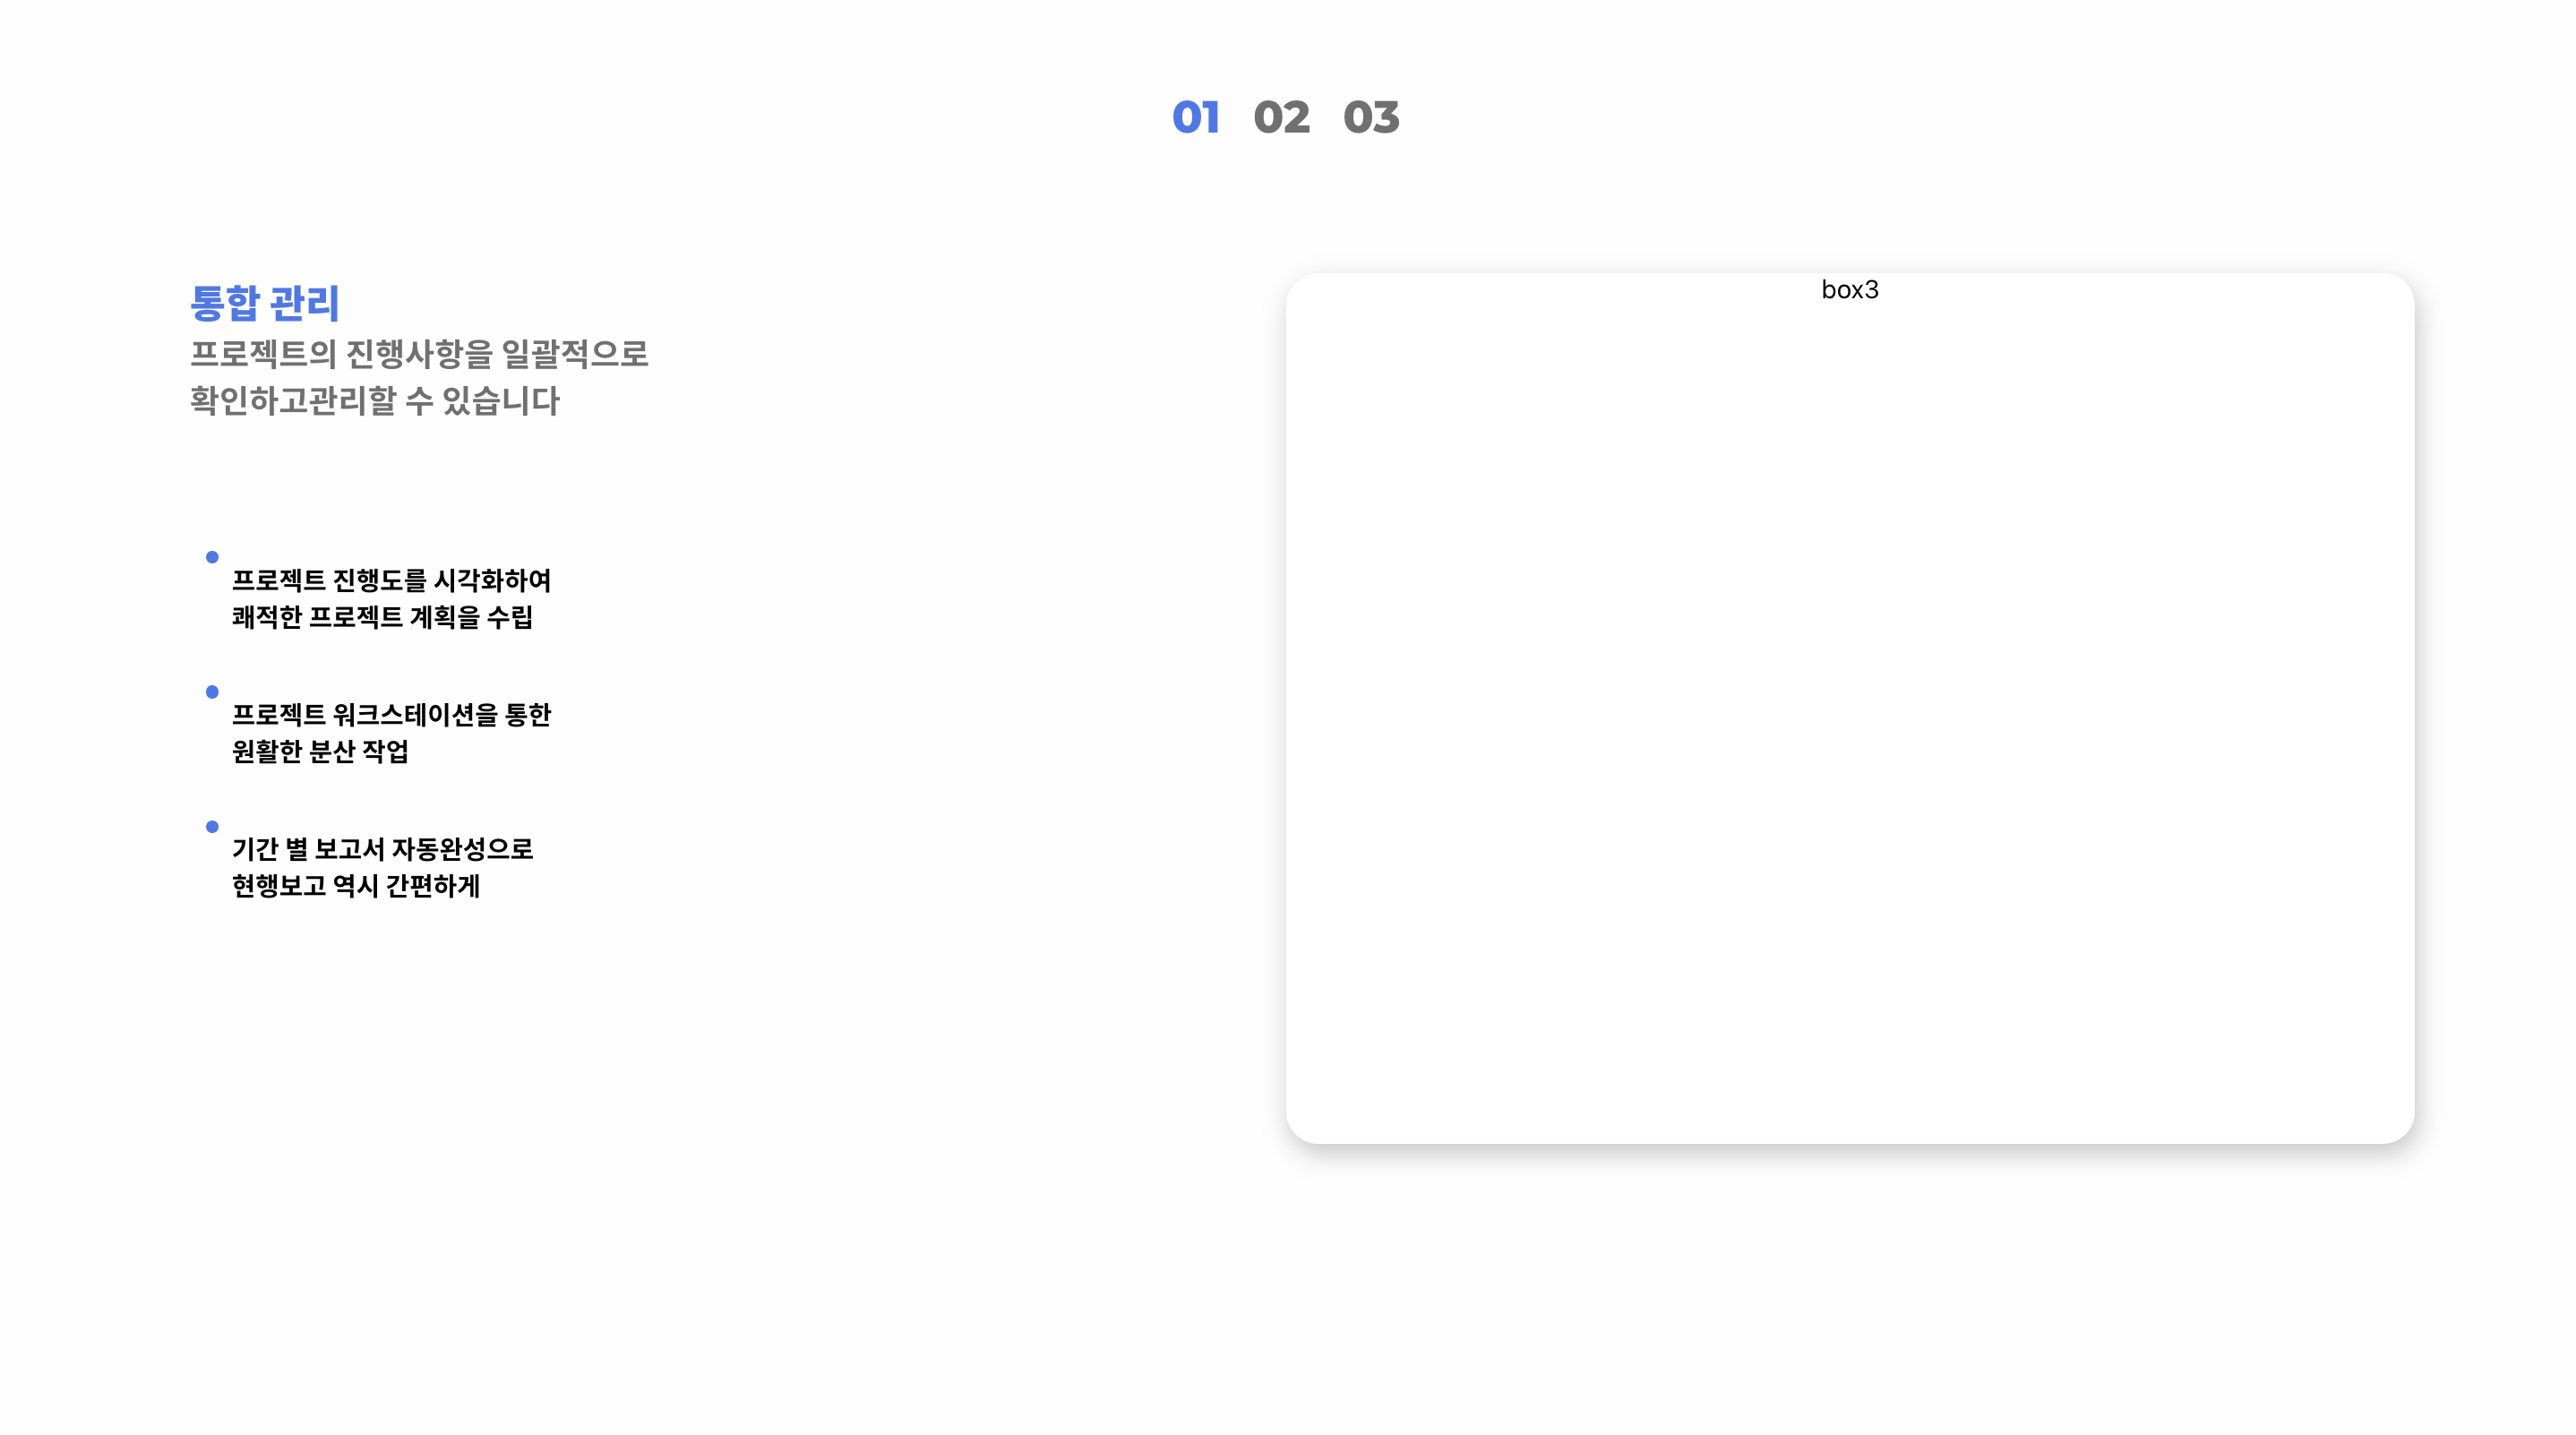 01 02 03
통합 관리
프로젝트의 진행사항을 일괄적으로
확인하고관리할 수 있습니다
프로젝트 진행도를 시각화하여
쾌적한 프로젝트 계획을 수립
프로젝트 워크스테이션을 통한
원활한 분산 작업
기간 별 보고서 자동완성으로
현행보고 역시 간편하게
box3